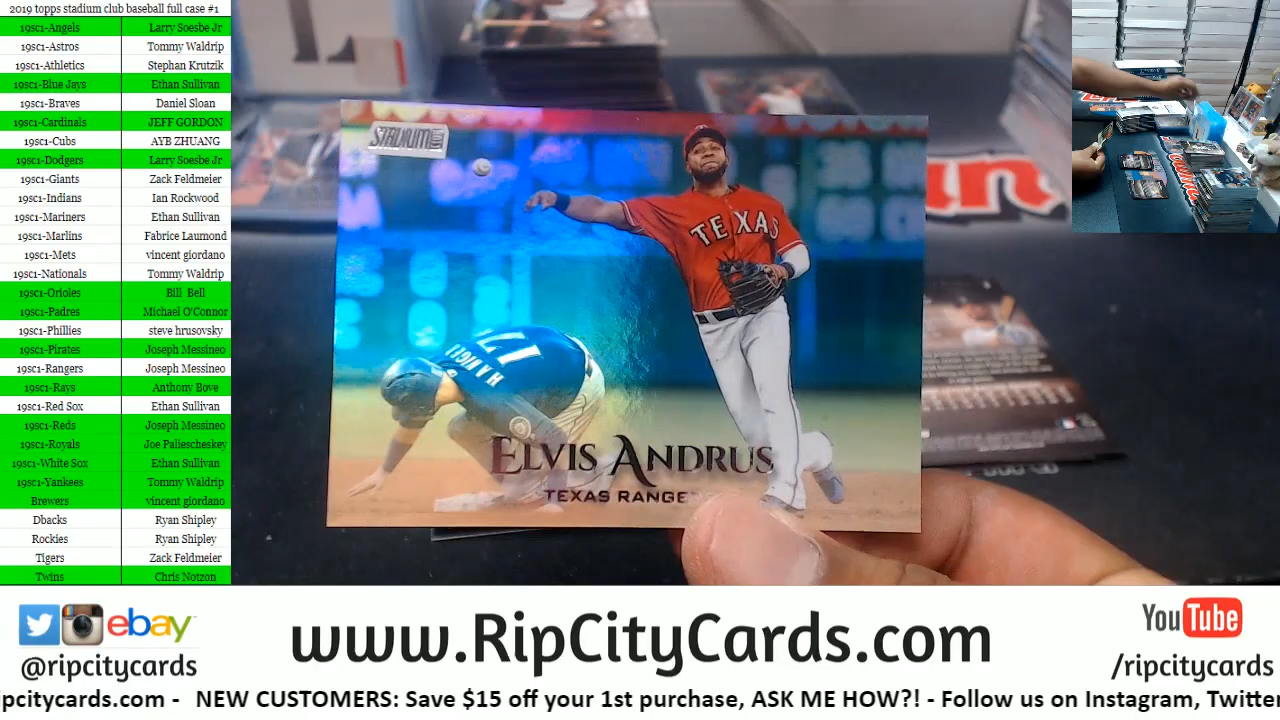 2019 topps stadium club baseball full case #1
19sc1-Angels Larry Soesbe Jr
19sc1-Astros Tommy Waldrip
19sc1-Athletics Stephan Krutzik
19sc1-Blue Jays Ethan Sullivan
19sc1-Braves Daniel Sloan
19sc1-Cardinals JEFF GORDON
19sc1-Cubs AYB ZHUANG
19sc1-Dodgers Larry Soesbe Jr
19sc1-Giants Zack Feldmeier
19sc1-Indians Ian Rockwood
19sc1-Mariners Ethan Sullivan
19sc1-Marlins Fabrice Laumond
19sc1-Mets vincent giordano
19sc1-Nationals Tommy Waldrip
19sc1-Orioles Bill Bell
19sc1-Padres Michael O'Connor
19sc1-Phillies steve hrusovsky
19sc1-Pirates Joseph Messineo
19sc1-Rangers Joseph Messineo
19sc1-Rays Anthony Bove
19sc1-Red Sox Ethan Sullivan
19sc1-Reds Joseph Messineo
19sc1-Royals Joe Paliescheskey
19sc1-White Sox Ethan Sullivan
19sc1-Yankees Tommy Waldrip
Brewers vincent giordano
Dbacks Ryan Shipley
Rockies Ryan Shipley
Tigers Zack Feldmeier
Twins Chris Notzon
STADIUM
TEXAS
HANIGER
17
ELVIS ANDRUS
TEXAS RANGE
ebay
@ripcitycards
www.RipCityCards.com
YouTube
/ripcitycards
ipcitycards.com - NEW CUSTOMERS: Save $15 off your 1st purchase, ASK ME HOW?! - Follow us on Instagram, Twitter